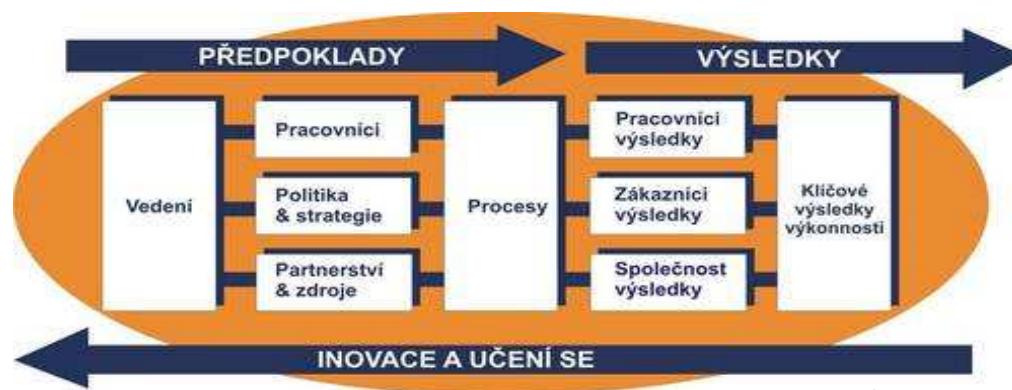 PŘEDPOKLADY
VÝSLEDKY
Vedení
Pracovníci
Politika
& strategie
Partnerství
& zdroje
Procesy
Pracovníci
výsledky
Zákazníci
výsledky
Společnost
výsledky
Klíčové
výsledky
výkonnosti
INOVACE A UČENÍ SE